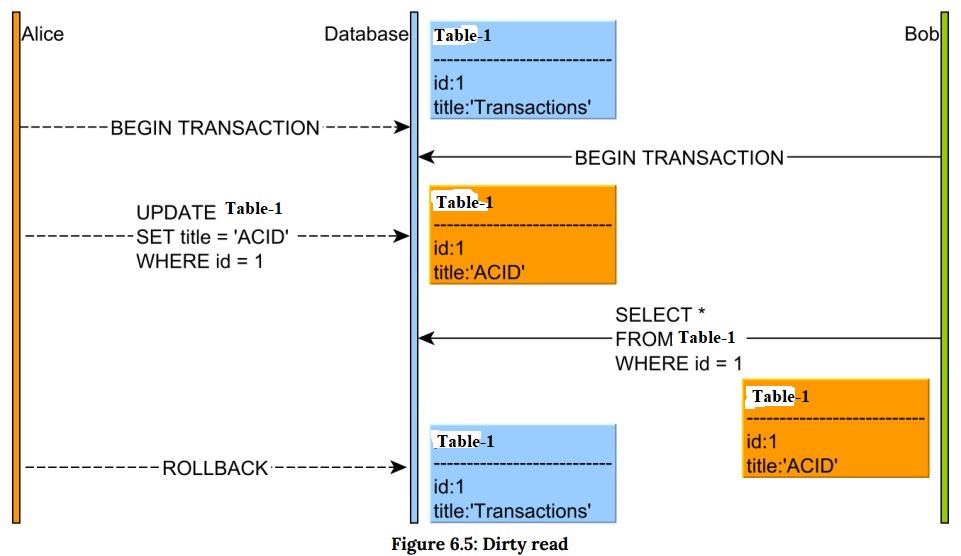 Alice
Database
Table-1
---------------------------
id:1
title:'Transactions'
Bob
BEGIN TRANSACTION
BEGIN TRANSACTION
UPDATE Table-1
SET title = 'ACID'
WHERE id = 1
Table-1
---------------------------
id:1
title:'ACID'
SELECT *
FROM Table-1
WHERE id = 1
Table-1
---------------------------
id:1
title:'ACID'
ROLLBACK
Table-1
---------------------------
id:1
title:'Transactions'
Figure 6.5: Dirty read